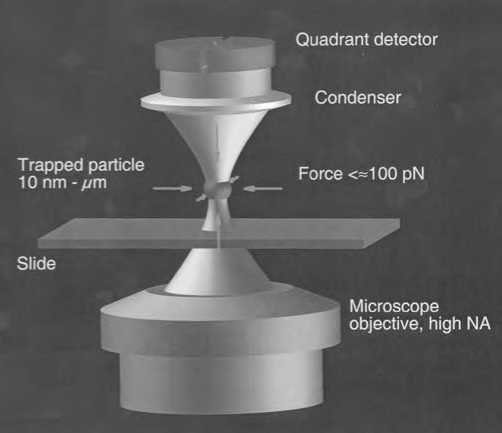 Quadrant detector
Condenser
Trapped particle
10 nm - μm
Force <≈100 pN
Slide
Microscope
objective, high NA